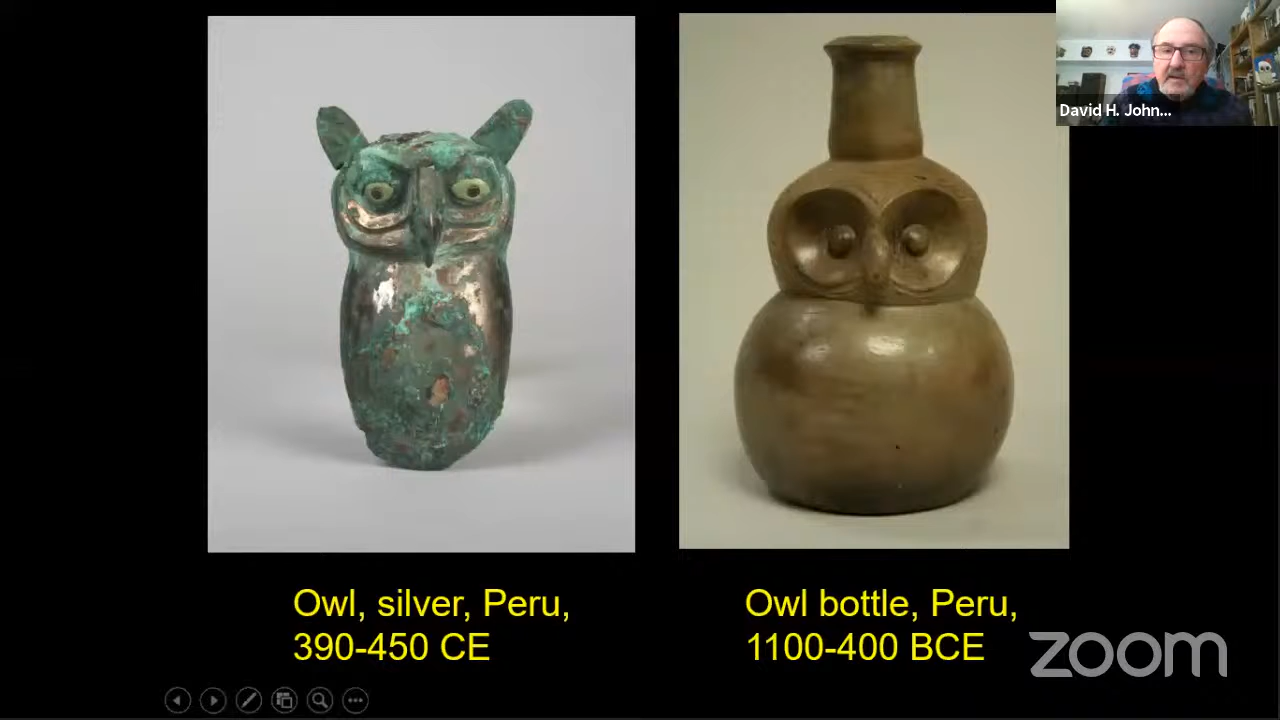 David H. John...
Owl, silver, Peru,
390-450 CE
Owl bottle, Peru,
1100-400 BCE
zoom